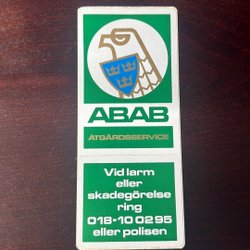 ABAB
ÅTGÄRDSSERVICE
Vid larm
eller
skadegörelse
ring
018-10 02 95
eller polisen